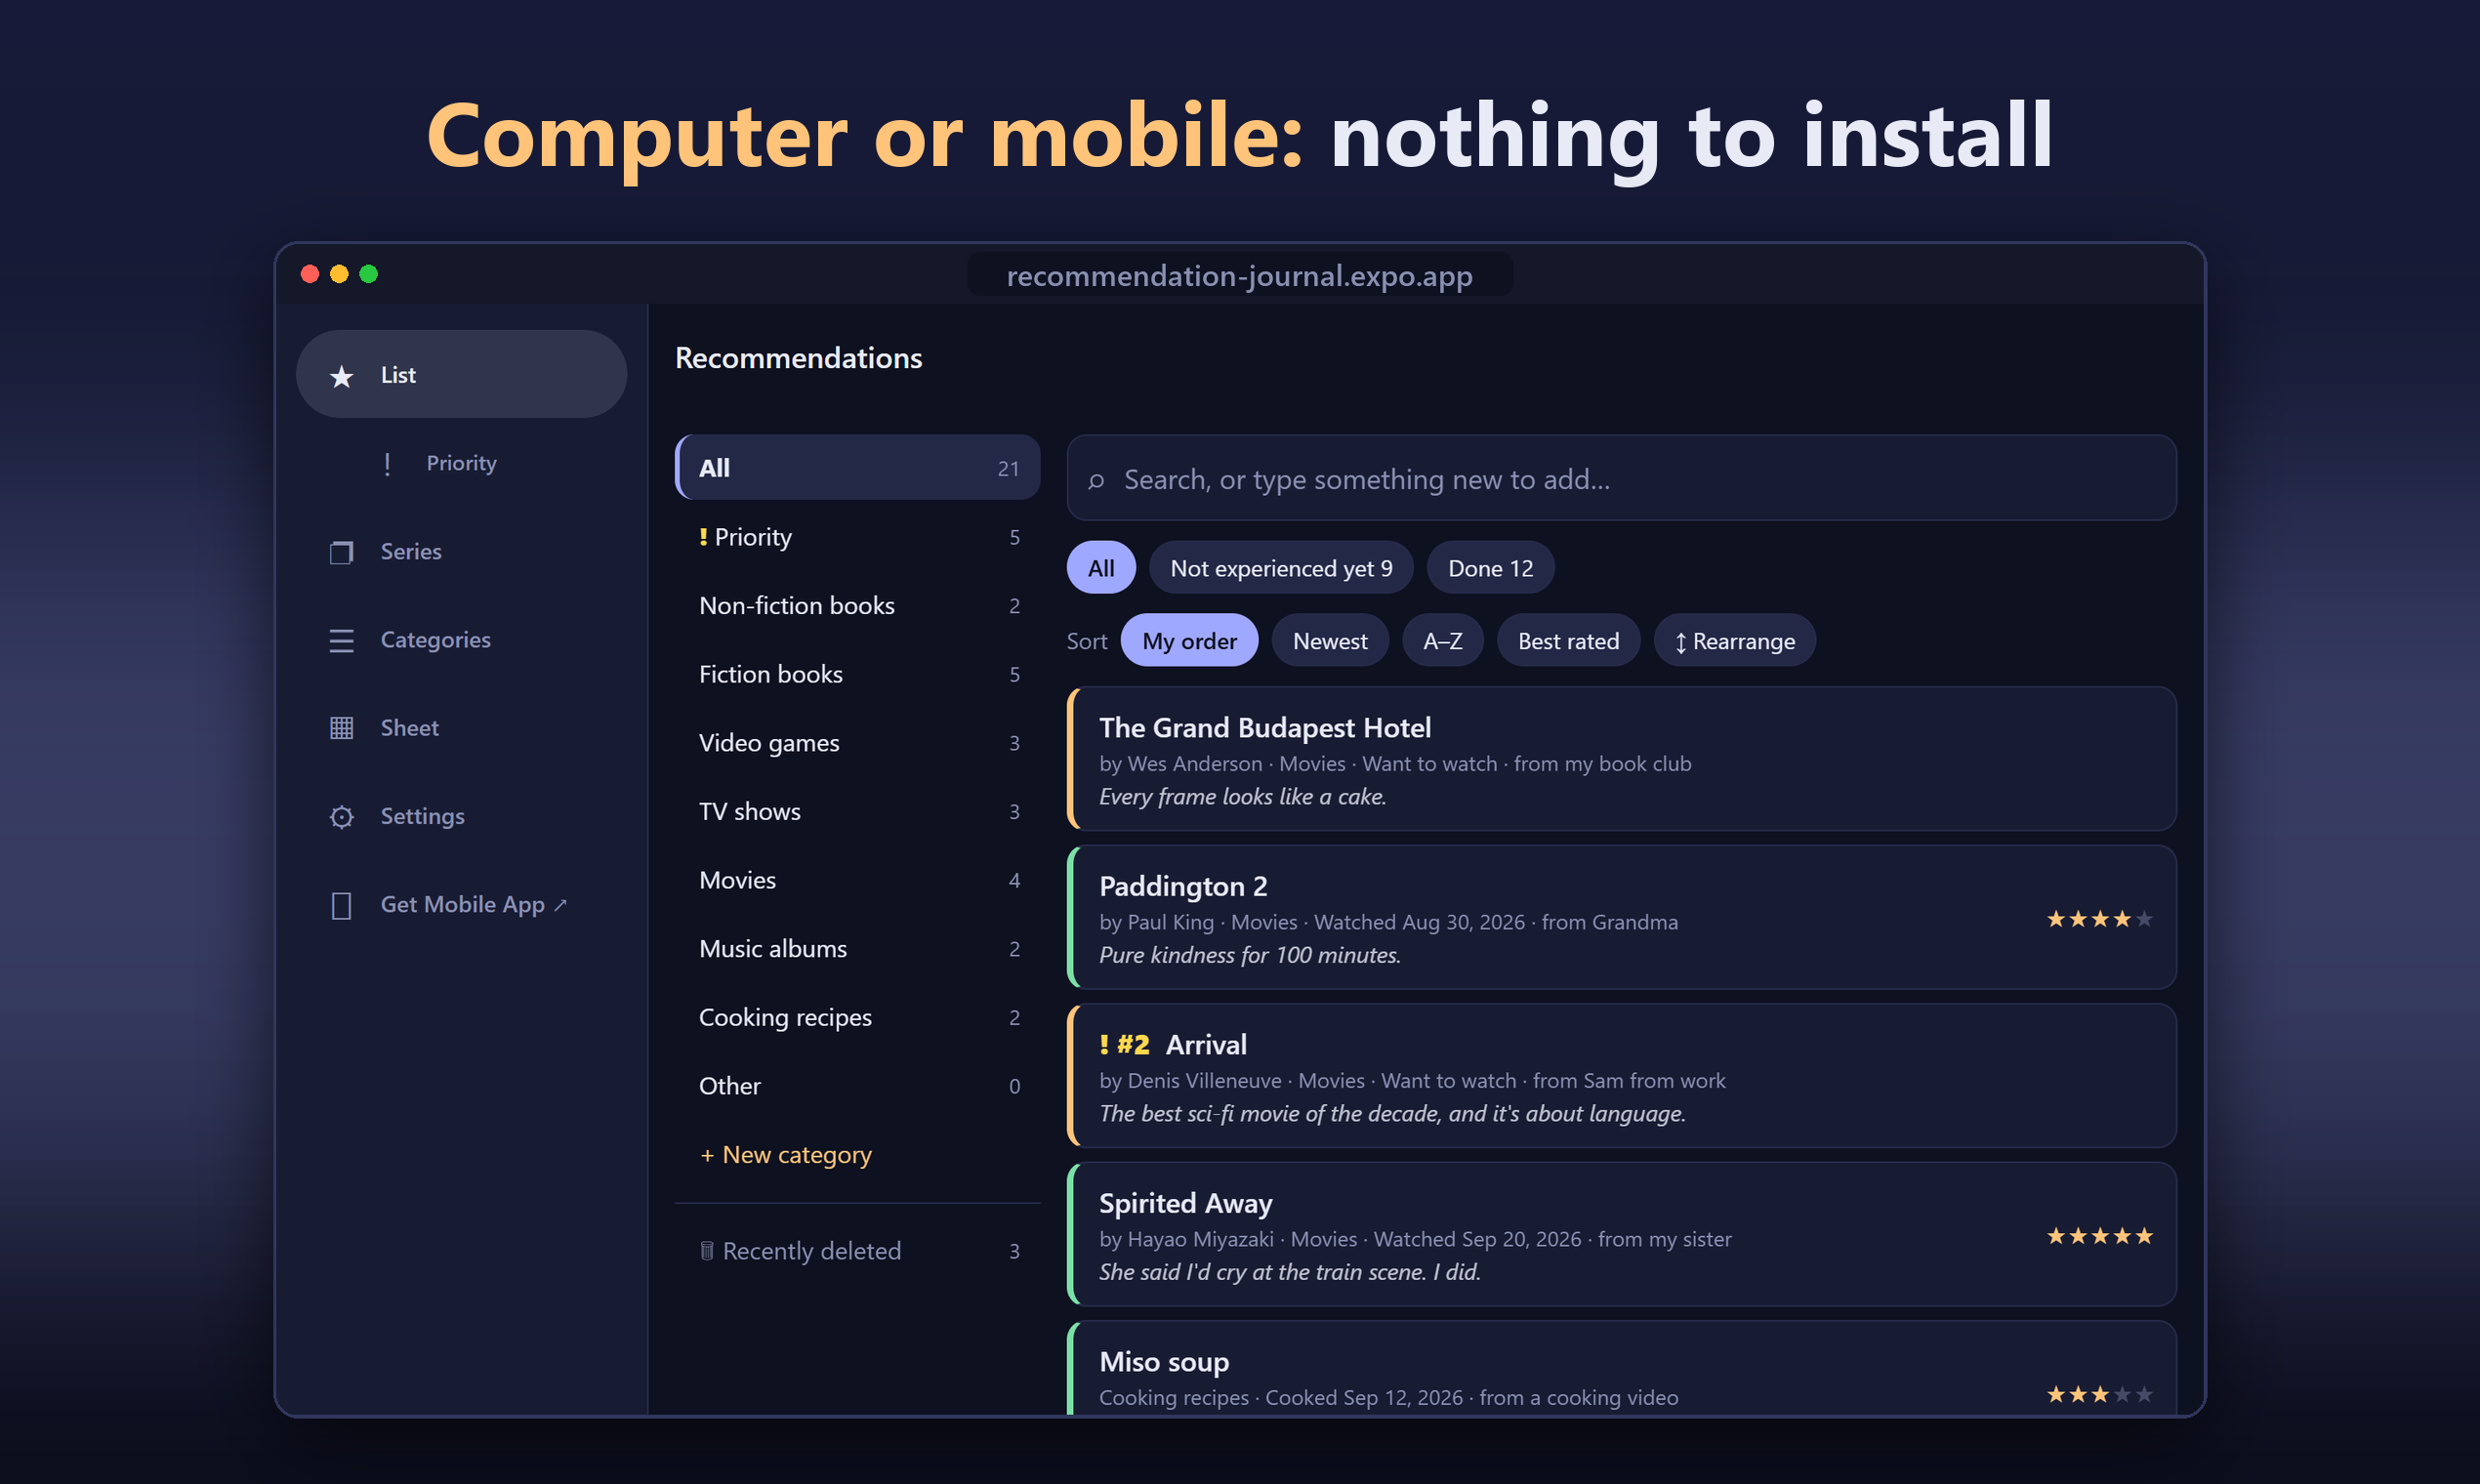 Computer or mobile: nothing to install
recommendation-journal.expo.app
★ List
! Priority
Series
Categories
Sheet
Settings
Get Mobile App ↗
Recommendations
All 21
! Priority 5
Non-fiction books 2
Fiction books 5
Video games 3
TV shows 3
Movies 4
Music albums 2
Cooking recipes 2
Other 0
+ New category
Recently deleted 3
Search, or type something new to add...
All Not experienced yet 9 Done 12
Sort My order Newest A–Z Best rated ↕ Rearrange
The Grand Budapest Hotel
by Wes Anderson · Movies · Want to watch · from my book club
Every frame looks like a cake.
Paddington 2
by Paul King · Movies · Watched Aug 30, 2026 · from Grandma
★★★★★
Pure kindness for 100 minutes.
! #2 Arrival
by Denis Villeneuve · Movies · Want to watch · from Sam from work
The best sci-fi movie of the decade, and it's about language.
Spirited Away
by Hayao Miyazaki · Movies · Watched Sep 20, 2026 · from my sister
★★★★★
She said I'd cry at the train scene. I did.
Miso soup
Cooking recipes · Cooked Sep 12, 2026 · from a cooking video
★★★★★